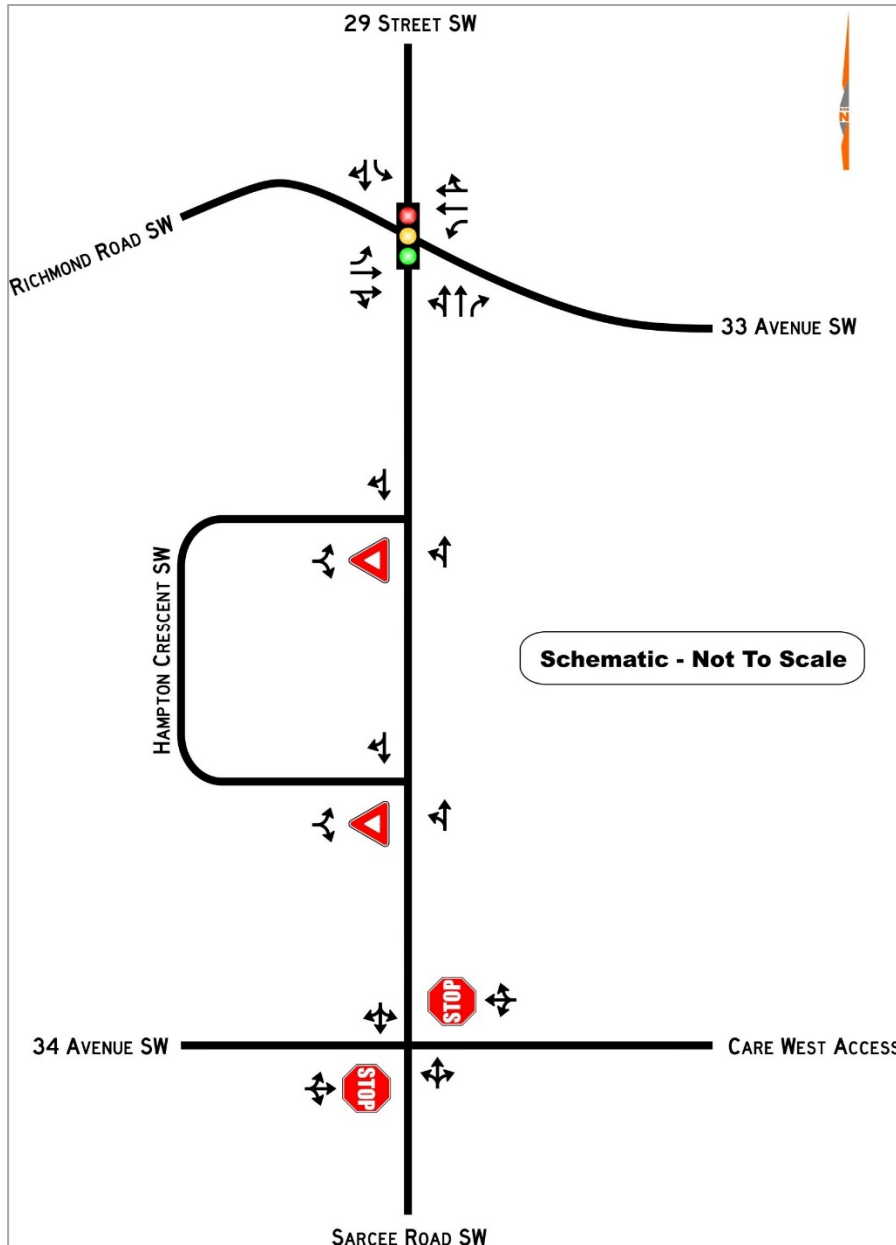 29 STREET SW
N
RICHMOND ROAD SW
33 AVENUE SW
HAMPTON CRESCENT SW
Schematic - Not To Scale
STOP
34 AVENUE SW
CARE WEST ACCESS
STOP
SARCEE ROAD SW